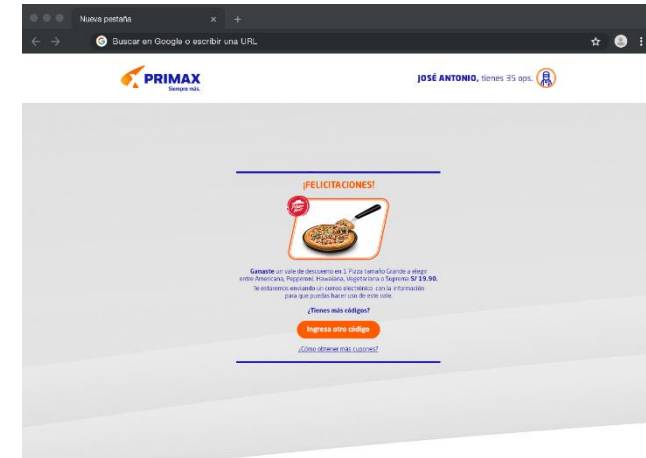 Nueva pestaña
Buscar en Google o escribir una URL
PRIMAX
Siempre más.
JOSÉ ANTONIO, tienes 35 ops.
¡FELICITACIONES!
Pizza Hut
Ganaste un vale de descuento en 1 Pizza tamaño Grande a elegir
entre Americana, Pepperoni, Hawaiana, Vegetariana o Suprema S/ 19.90.
Te estaremos enviando un correo electrónico con la información
para que puedas hacer uso de este vale.
¿Tienes más códigos?
Ingresa otro código
¿Cómo obtener más cupones?